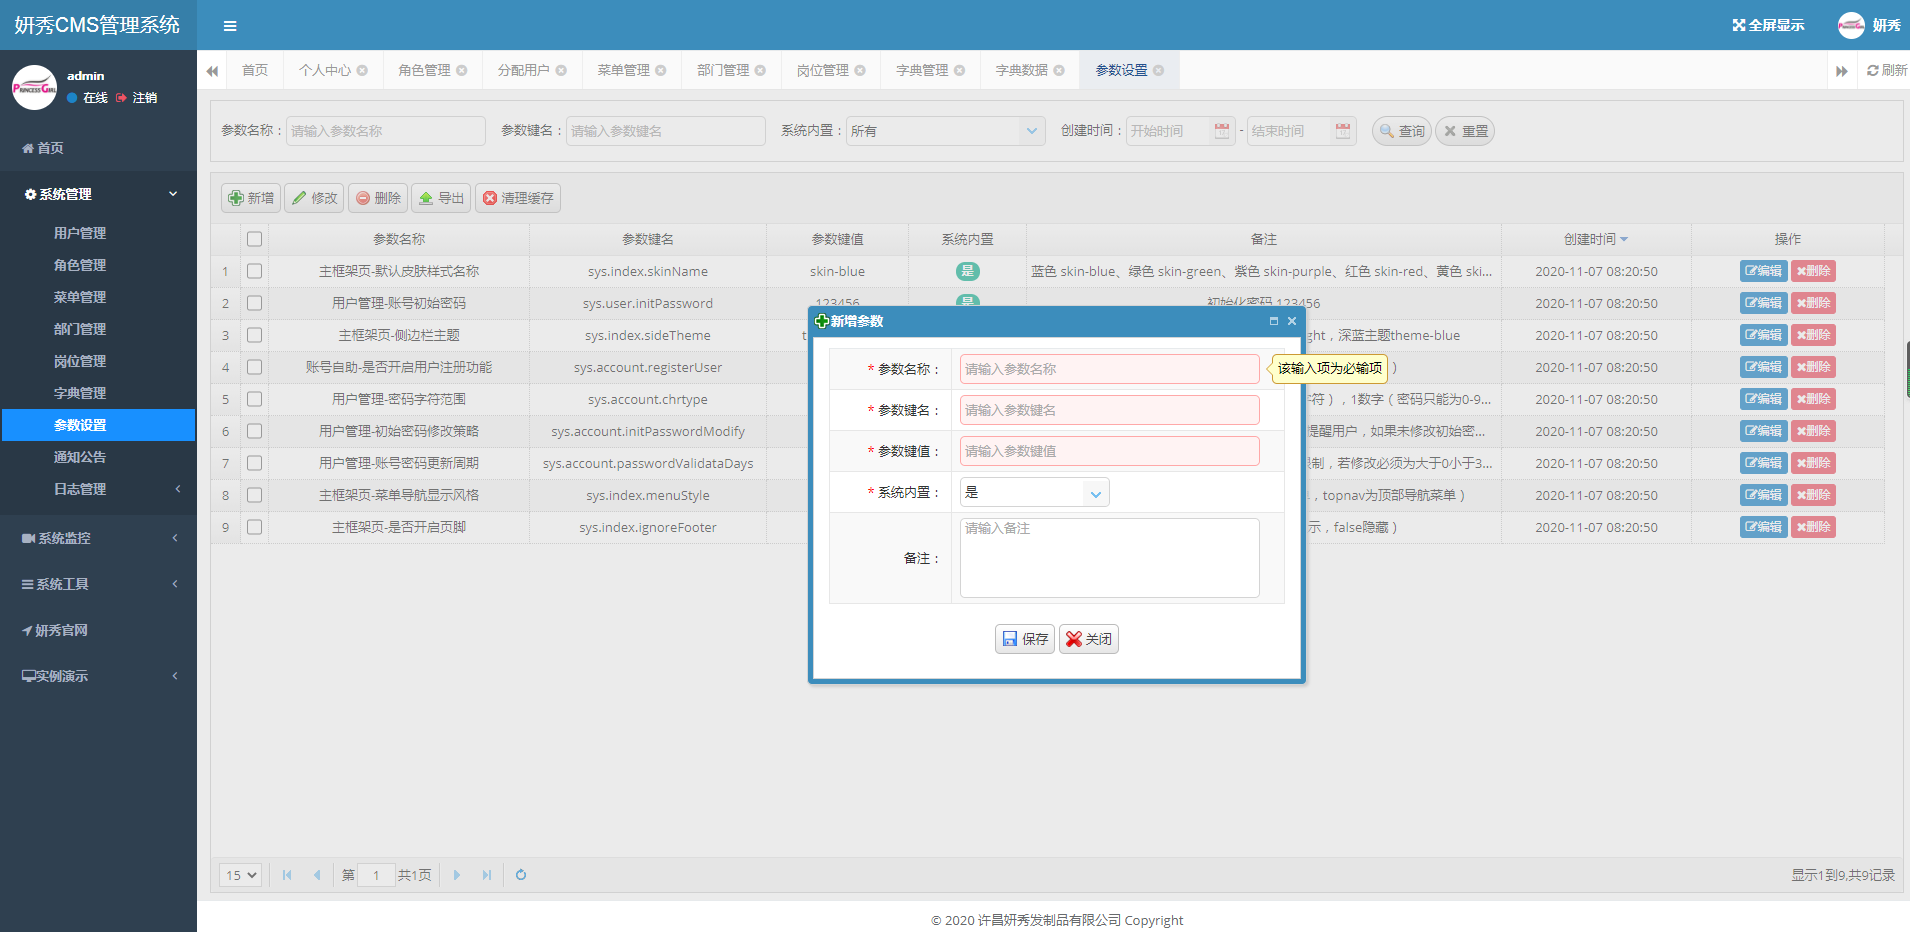 妍秀CMS管理系统
全屏显示
妍秀
admin
在线 注销
首页
系统管理
用户管理
角色管理
菜单管理
部门管理
岗位管理
字典管理
参数设置
通知公告
日志管理
系统监控
系统工具
妍秀官网
实例演示
首页 个人中心 角色管理 分配用户 菜单管理 部门管理 岗位管理 字典管理 字典数据 参数设置 刷新
参数名称： 请输入参数名称 参数键名： 请输入参数键名 系统内置： 所有 创建时间： 开始时间 - 结束时间 查询 重置
新增 修改 删除 导出 清理缓存
参数名称 参数键名 参数键值 系统内置 备注 创建时间 操作
1 主框架页-默认皮肤样式名称 sys.index.skinName skin-blue 是 蓝色 skin-blue、绿色 skin-green、紫色 skin-purple、红色 skin-red、黄色 ski... 2020-11-07 08:20:50 编辑 删除
2 用户管理-账号初始密码 sys.user.initPassword 123456 是 初始化密码 123456 2020-11-07 08:20:50 编辑 删除
3 主框架页-侧边栏主题 sys.index.sideTheme t ght，深蓝主题theme-blue 2020-11-07 08:20:50 编辑 删除
4 账号自助-是否开启用户注册功能 sys.account.registerUser ） 2020-11-07 08:20:50 编辑 删除
5 用户管理-密码字符范围 sys.account.chrtype 字符），1数字（密码只能为0-9... 2020-11-07 08:20:50 编辑 删除
6 用户管理-初始密码修改策略 sys.account.initPasswordModify 提醒用户，如果未修改初始密... 2020-11-07 08:20:50 编辑 删除
7 用户管理-账号密码更新周期 sys.account.passwordValidataDays 限制，若修改必须为大于0小于3... 2020-11-07 08:20:50 编辑 删除
8 主框架页-菜单导航显示风格 sys.index.menuStyle ，topnav为顶部导航菜单） 2020-11-07 08:20:50 编辑 删除
9 主框架页-是否开启页脚 sys.index.ignoreFooter 示，false隐藏） 2020-11-07 08:20:50 编辑 删除
新增参数
* 参数名称： 请输入参数名称 该输入项为必输项
* 参数键名： 请输入参数键名
* 参数键值： 请输入参数键值
* 系统内置： 是
备注： 请输入备注
保存 关闭
15 第 1 共1页 显示1到9,共9记录
© 2020 许昌妍秀发制品有限公司 Copyright